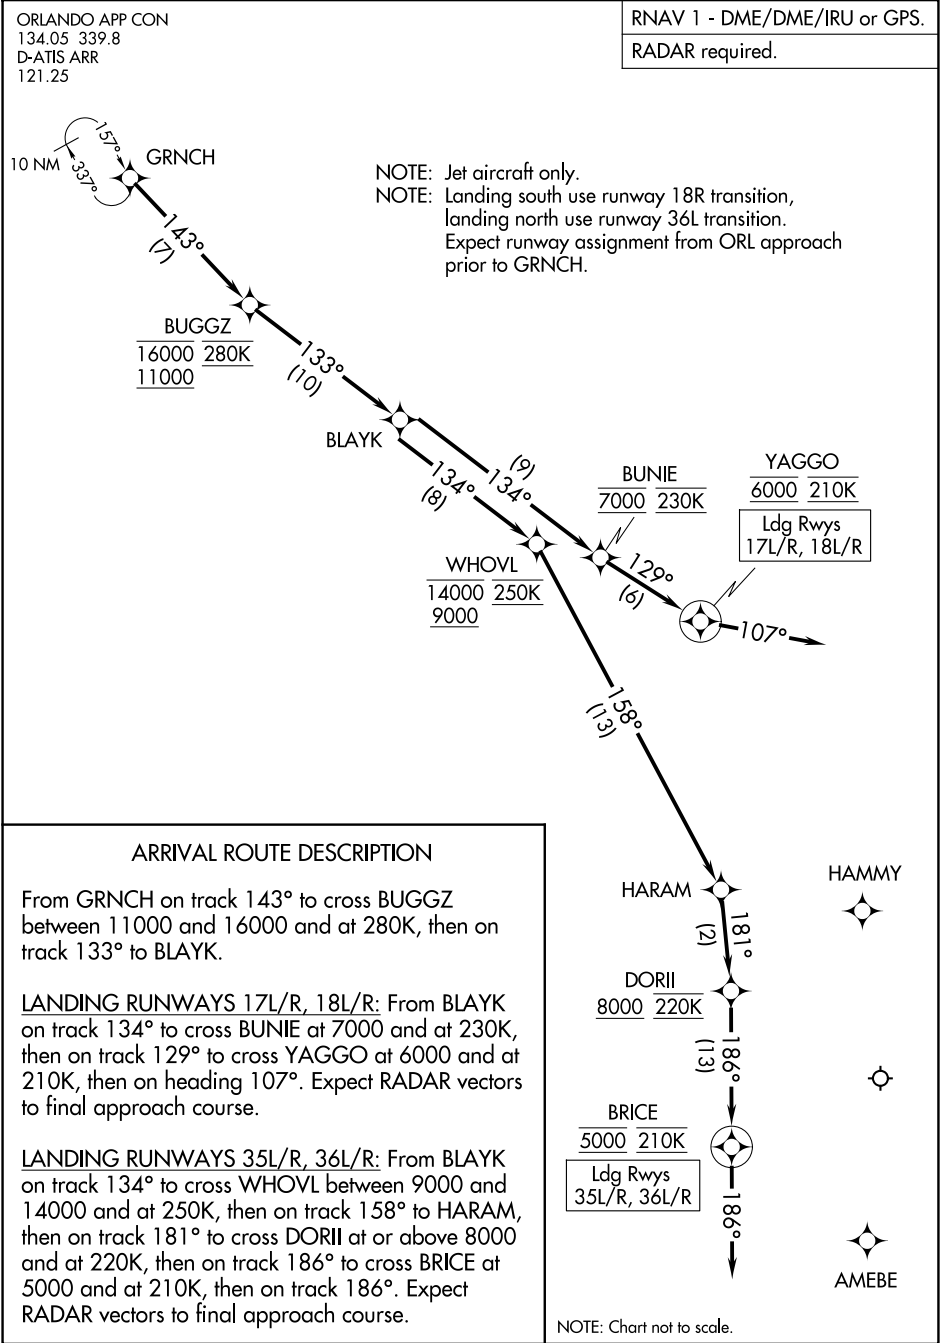 ORLANDO APP CON
134.05 339.8
D-ATIS ARR
121.25
RNAV 1 - DME/DME/IRU or GPS.
RADAR required.
157°
10 NM
337°
GRNCH
NOTE: Jet aircraft only.
NOTE: Landing south use runway 18R transition,
landing north use runway 36L transition.
Expect runway assignment from ORL approach
prior to GRNCH.
143°
(7)
BUGGZ
16000 280K
11000
133°
(10)
BLAYK
(9)
134°
134°
(8)
BUNIE
7000 230K
YAGGO
6000 210K
Ldg Rwys
17L/R, 18L/R
WHOVL
14000 250K
9000
129°
(6)
107°
158°
(13)
HARAM
HAMMY
181°
(2)
DORII
8000 220K
186°
(13)
BRICE
5000 210K
Ldg Rwys
35L/R, 36L/R
186°
AMEBE
NOTE: Chart not to scale.
ARRIVAL ROUTE DESCRIPTION
From GRNCH on track 143° to cross BUGGZ
between 11000 and 16000 and at 280K, then on
track 133° to BLAYK.
LANDING RUNWAYS 17L/R, 18L/R: From BLAYK
on track 134° to cross BUNIE at 7000 and at 230K,
then on track 129° to cross YAGGO at 6000 and at
210K, then on heading 107°. Expect RADAR vectors
to final approach course.
LANDING RUNWAYS 35L/R, 36L/R: From BLAYK
on track 134° to cross WHOVL between 9000 and
14000 and at 250K, then on track 158° to HARAM,
then on track 181° to cross DORII at or above 8000
and at 220K, then on track 186° to cross BRICE at
5000 and at 210K, then on track 186°. Expect
RADAR vectors to final approach course.